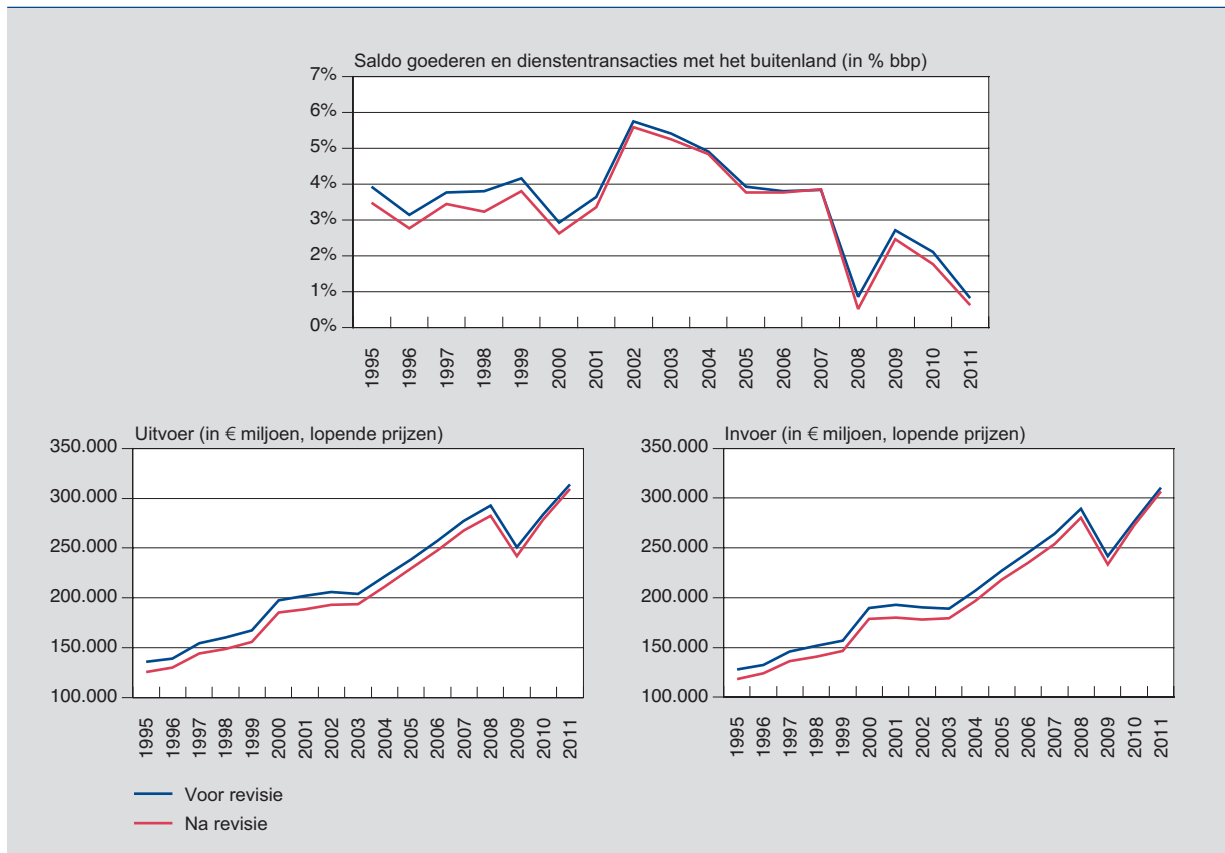 Saldo goederen en dienstentransacties met het buitenland (in % bbp)
7%
6%
5%
4%
3%
2%
1%
0%
1995 1996 1997 1998 1999 2000 2001 2002 2003 2004 2005 2006 2007 2008 2009 2010 2011
Uitvoer (in € miljoen, lopende prijzen)
350.000
300.000
250.000
200.000
150.000
100.000
1995 1996 1997 1998 1999 2000 2001 2002 2003 2004 2005 2006 2007 2008 2009 2010 2011
Invoer (in € miljoen, lopende prijzen)
350.000
300.000
250.000
200.000
150.000
100.000
1995 1996 1997 1998 1999 2000 2001 2002 2003 2004 2005 2006 2007 2008 2009 2010 2011
Voor revisie
Na revisie